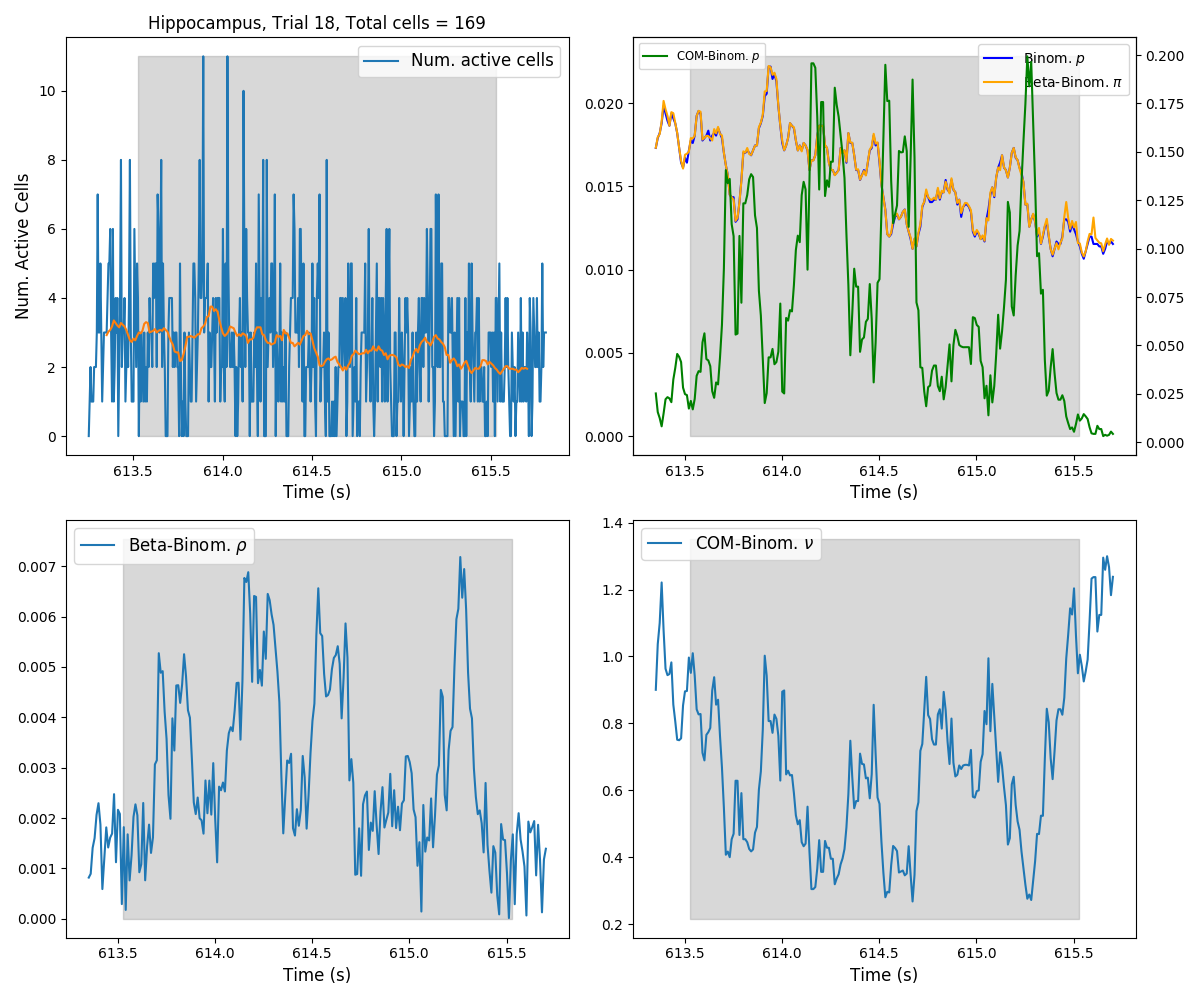 Hippocampus, Trial 18, Total cells = 169
Num. active cells
Num. Active Cells
10
8
6
4
2
0
613.5 614.0 614.5 615.0 615.5
Time (s)
COM-Binom. p
Binom. p
Beta-Binom. π
0.020
0.015
0.010
0.005
0.000
0.200
0.175
0.150
0.125
0.100
0.075
0.050
0.025
0.000
613.5 614.0 614.5 615.0 615.5
Time (s)
Beta-Binom. ρ
0.007
0.006
0.005
0.004
0.003
0.002
0.001
0.000
613.5 614.0 614.5 615.0 615.5
Time (s)
COM-Binom. ν
1.4
1.2
1.0
0.8
0.6
0.4
0.2
613.5 614.0 614.5 615.0 615.5
Time (s)